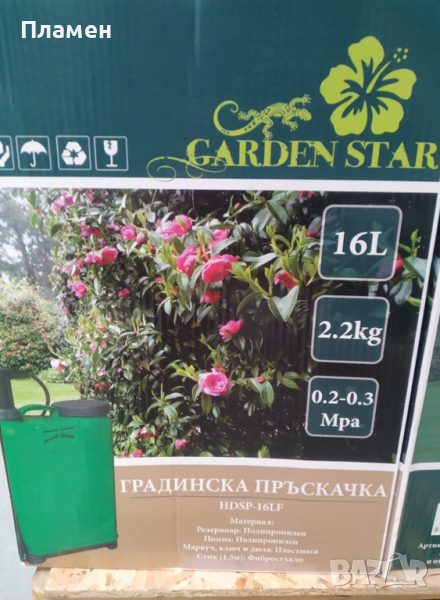 Пламен
GARDEN STAR
16L
2.2kg
0.2-0.3
Mpa
ГРАДИНСКА ПРЪСКАЧКА
HDSP-16LF
Материал:
Резервоар: Полипропилен
Помпа: Полипропилен
Маркуч, ключ и дюза: Пластмаса
Стик (1.5м): Фибростъкло
bazar